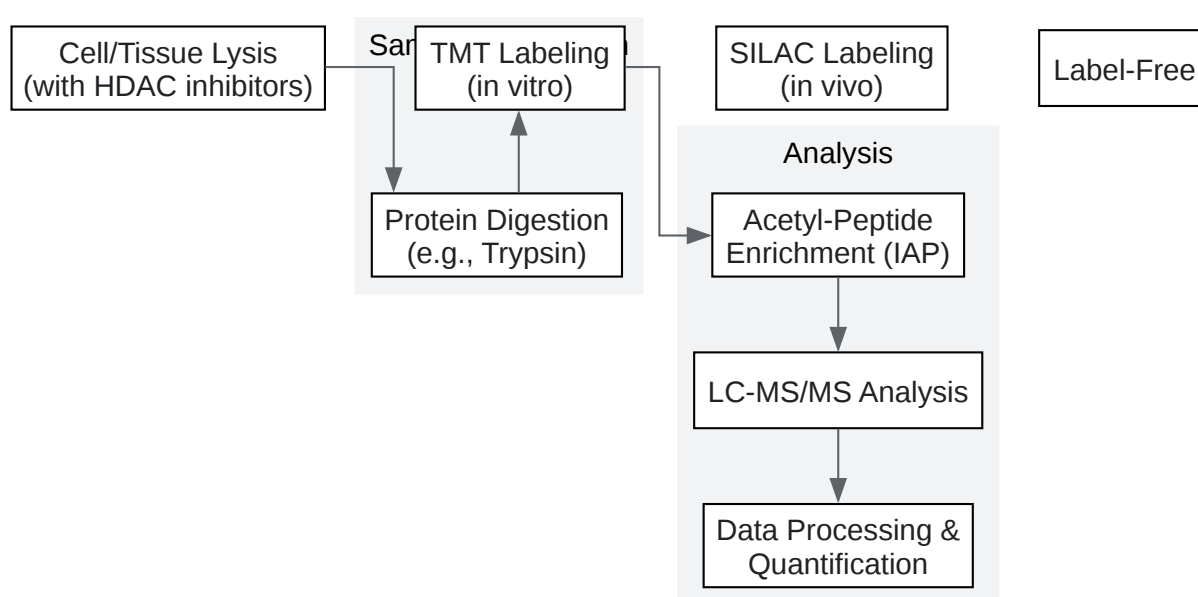 Cell/Tissue Lysis
(with HDAC inhibitors)
TMT Labeling
(in vitro)
SILAC Labeling
(in vivo)
Label-Free
Analysis
Protein Digestion
(e.g., Trypsin)
Acetyl-Peptide
Enrichment (IAP)
LC-MS/MS Analysis
Data Processing &
Quantification